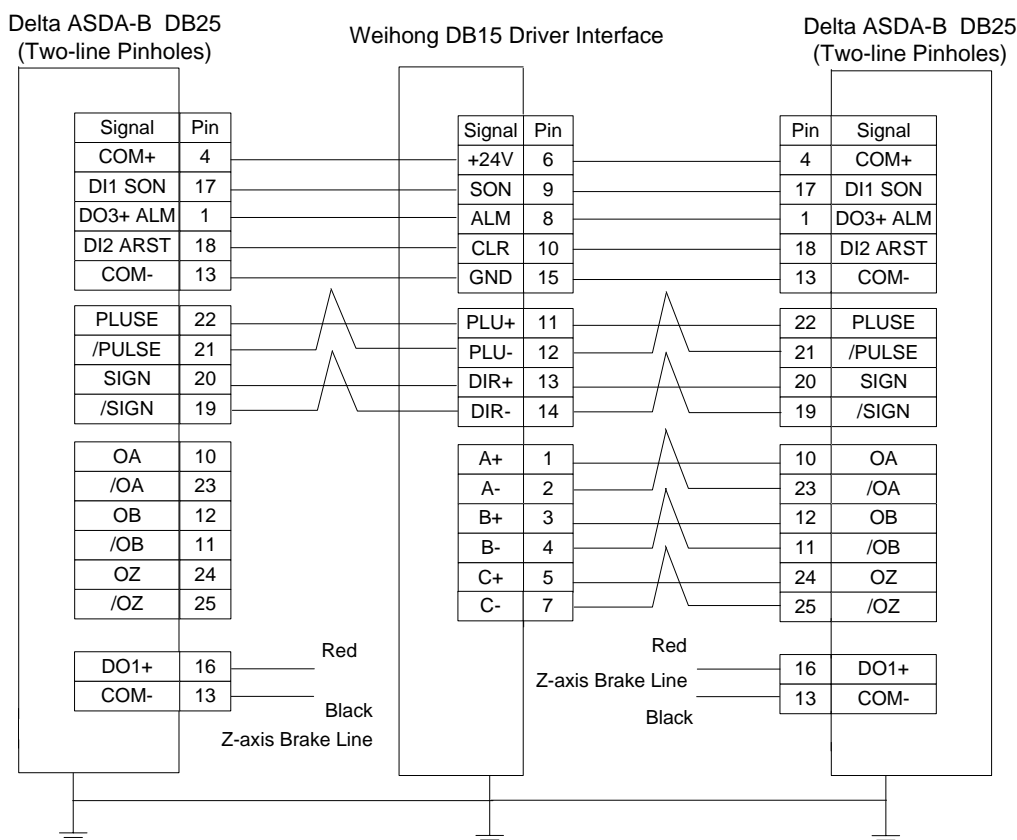 Delta ASDA-B DB25
(Two-line Pinholes)
Weihong DB15 Driver Interface
Delta ASDA-B DB25
(Two-line Pinholes)
Signal Pin
COM+ 4
DI1 SON 17
DO3+ ALM 1
DI2 ARST 18
COM- 13
PLUSE 22
/PULSE 21
SIGN 20
/SIGN 19
OA 10
/OA 23
OB 12
/OB 11
OZ 24
/OZ 25
DO1+ 16
COM- 13
Red
Black
Z-axis Brake Line
Signal Pin
+24V 6
SON 9
ALM 8
CLR 10
GND 15
PLU+ 11
PLU- 12
DIR+ 13
DIR- 14
A+ 1
A- 2
B+ 3
B- 4
C+ 5
C- 7
Pin Signal
4 COM+
17 DI1 SON
1 DO3+ ALM
18 DI2 ARST
13 COM-
22 PLUSE
21 /PULSE
20 SIGN
19 /SIGN
10 OA
23 /OA
12 OB
11 /OB
24 OZ
25 /OZ
Red
Z-axis Brake Line
Black
16 DO1+
13 COM-